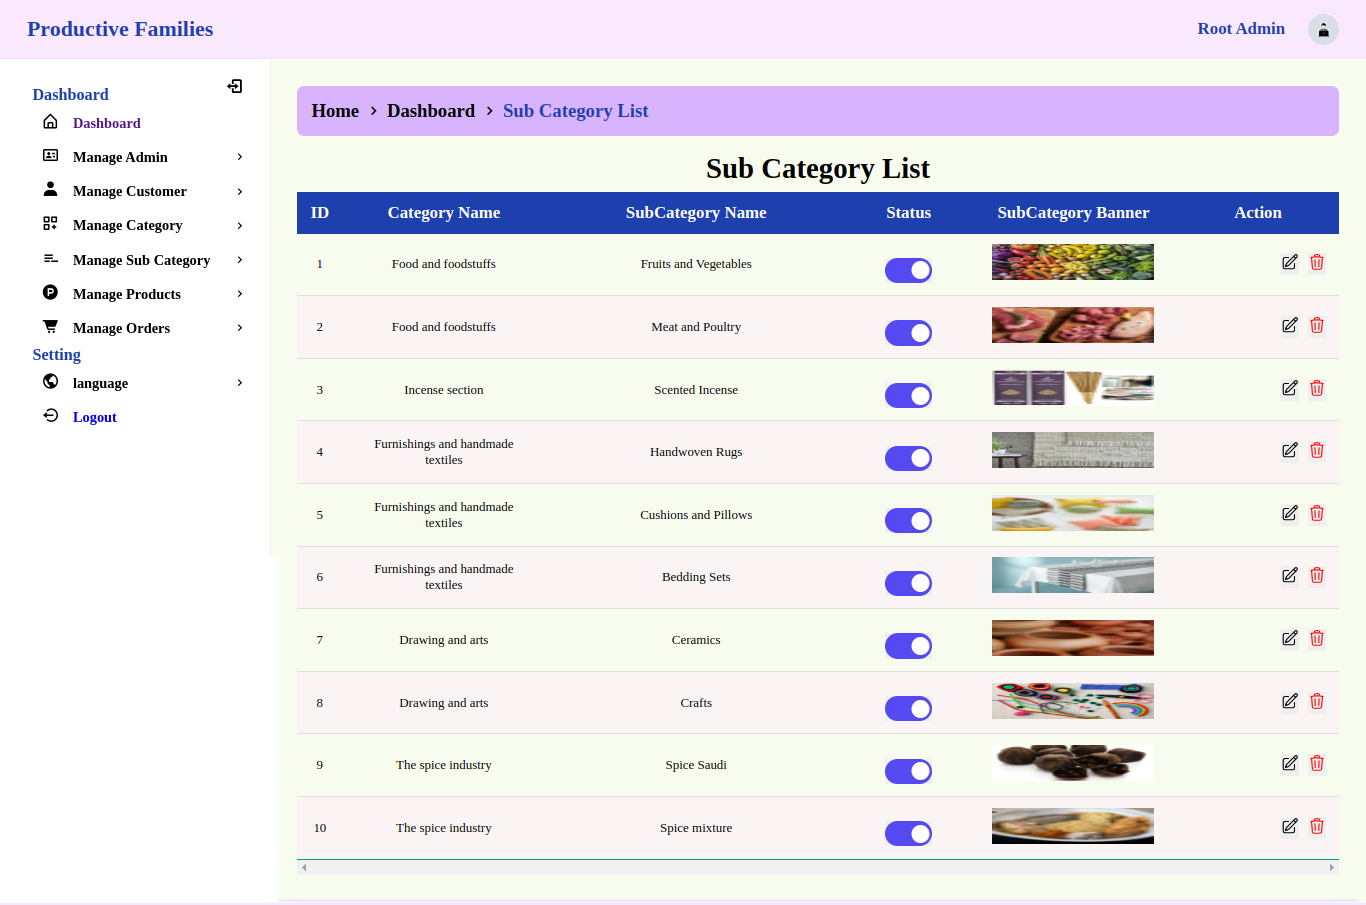 Productive Families
Root Admin
Dashboard
Dashboard
Manage Admin
Manage Customer
Manage Category
Manage Sub Category
Manage Products
Manage Orders
Setting
language
Logout
Home > Dashboard > Sub Category List
Sub Category List
ID Category Name SubCategory Name Status SubCategory Banner Action
1 Food and foodstuffs Fruits and Vegetables
2 Food and foodstuffs Meat and Poultry
3 Incense section Scented Incense
4 Furnishings and handmade textiles Handwoven Rugs
5 Furnishings and handmade textiles Cushions and Pillows
6 Furnishings and handmade textiles Bedding Sets
7 Drawing and arts Ceramics
8 Drawing and arts Crafts
9 The spice industry Spice Saudi
10 The spice industry Spice mixture